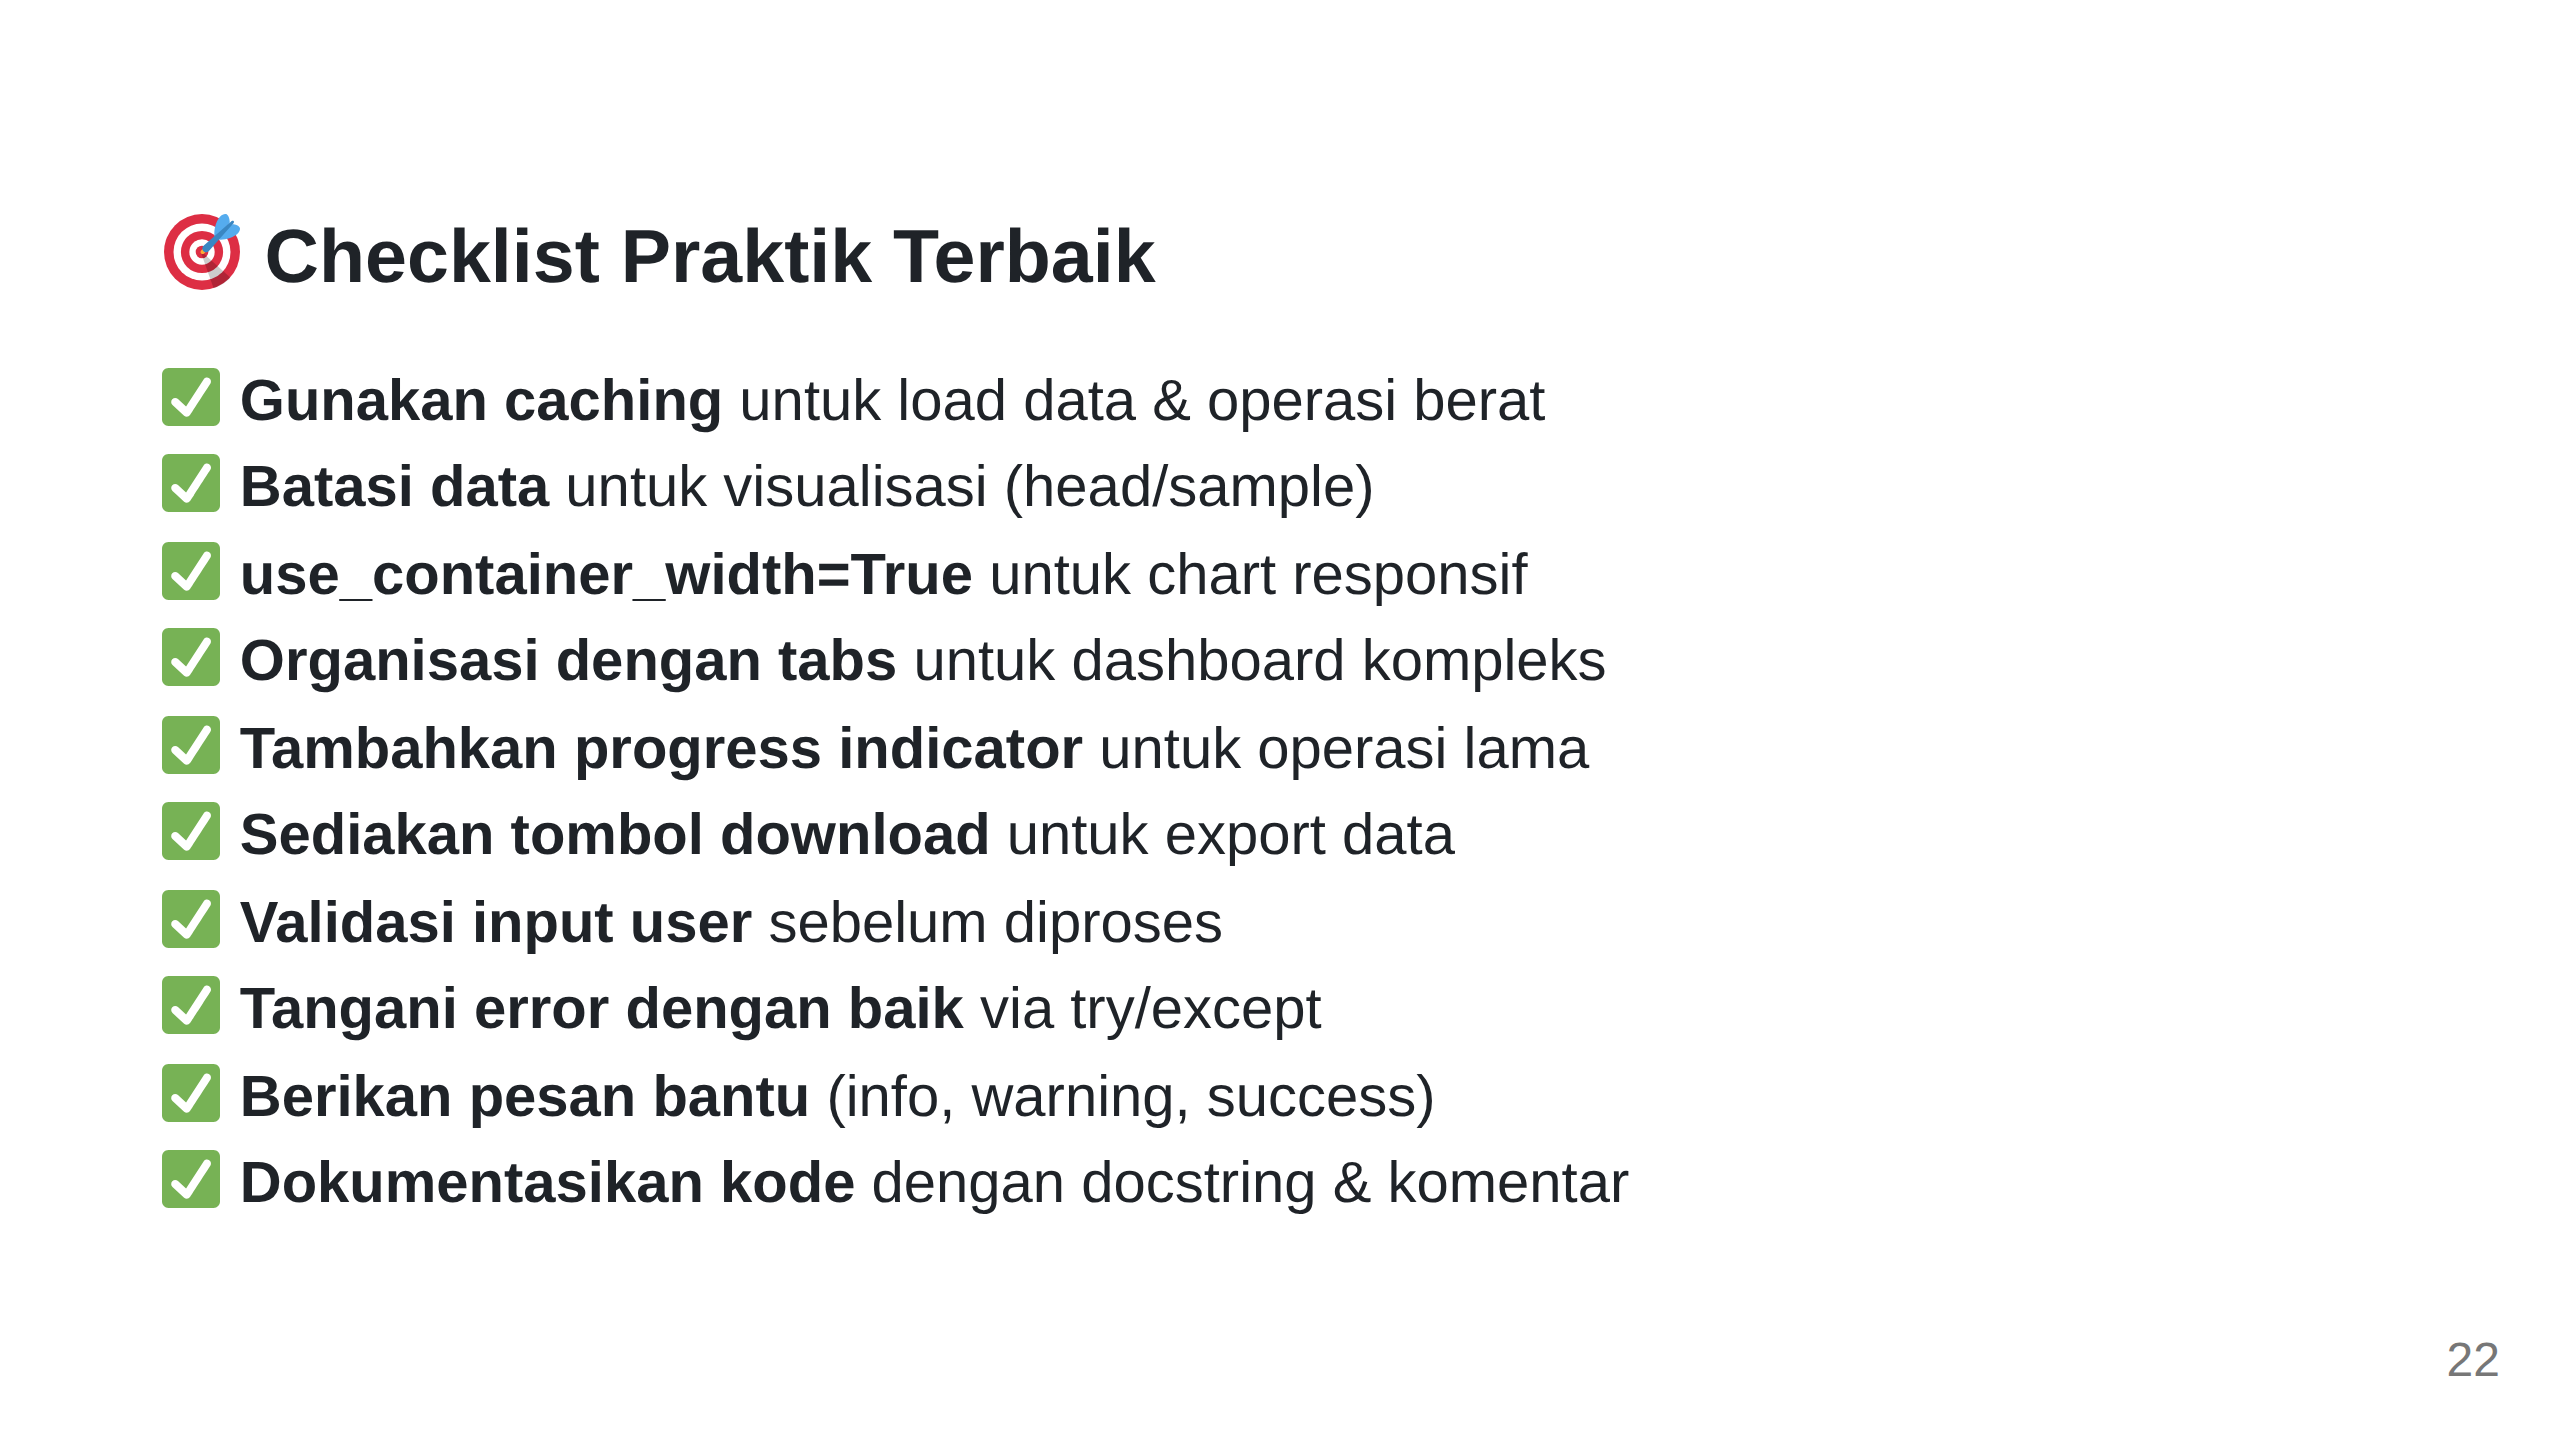 🎯 Checklist Praktik Terbaik
✅ Gunakan caching untuk load data & operasi berat
✅ Batasi data untuk visualisasi (head/sample)
✅ use_container_width=True untuk chart responsif
✅ Organisasi dengan tabs untuk dashboard kompleks
✅ Tambahkan progress indicator untuk operasi lama
✅ Sediakan tombol download untuk export data
✅ Validasi input user sebelum diproses
✅ Tangani error dengan baik via try/except
✅ Berikan pesan bantu (info, warning, success)
✅ Dokumentasikan kode dengan docstring & komentar
22